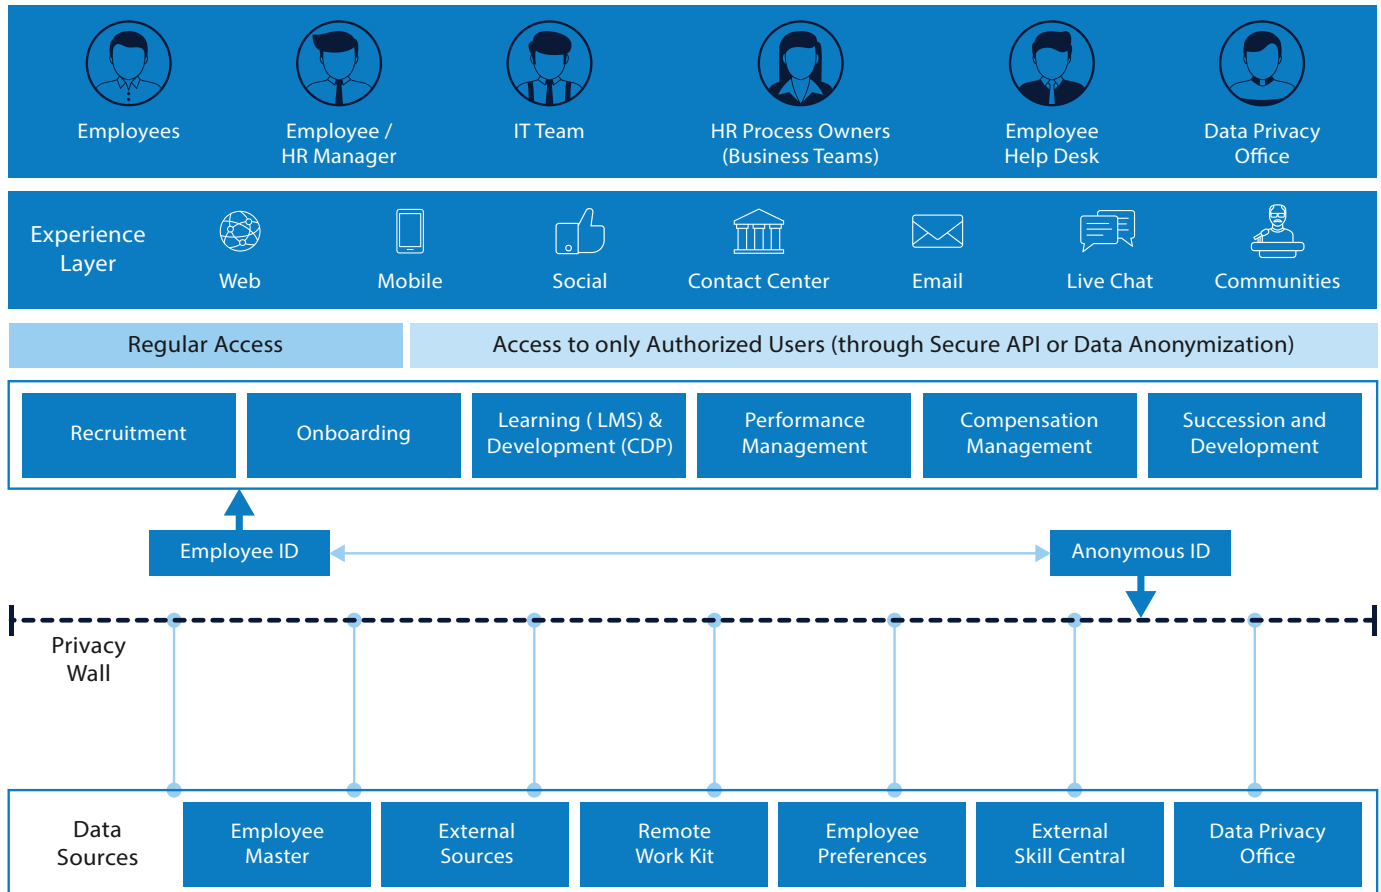 Employees
Employee /
HR Manager
IT Team
HR Process Owners
(Business Teams)
Employee
Help Desk
Data Privacy
Office
Experience
Layer
Web
Mobile
Social
Contact Center
Email
Live Chat
Communities
Regular Access
Access to only Authorized Users (through Secure API or Data Anonymization)
Recruitment
Onboarding
Learning ( LMS) &
Development (CDP)
Performance
Management
Compensation
Management
Succession and
Development
Employee ID
Anonymous ID
Privacy
Wall
Data
Sources
Employee
Master
External
Sources
Remote
Work Kit
Employee
Preferences
External
Skill Central
Data Privacy
Office